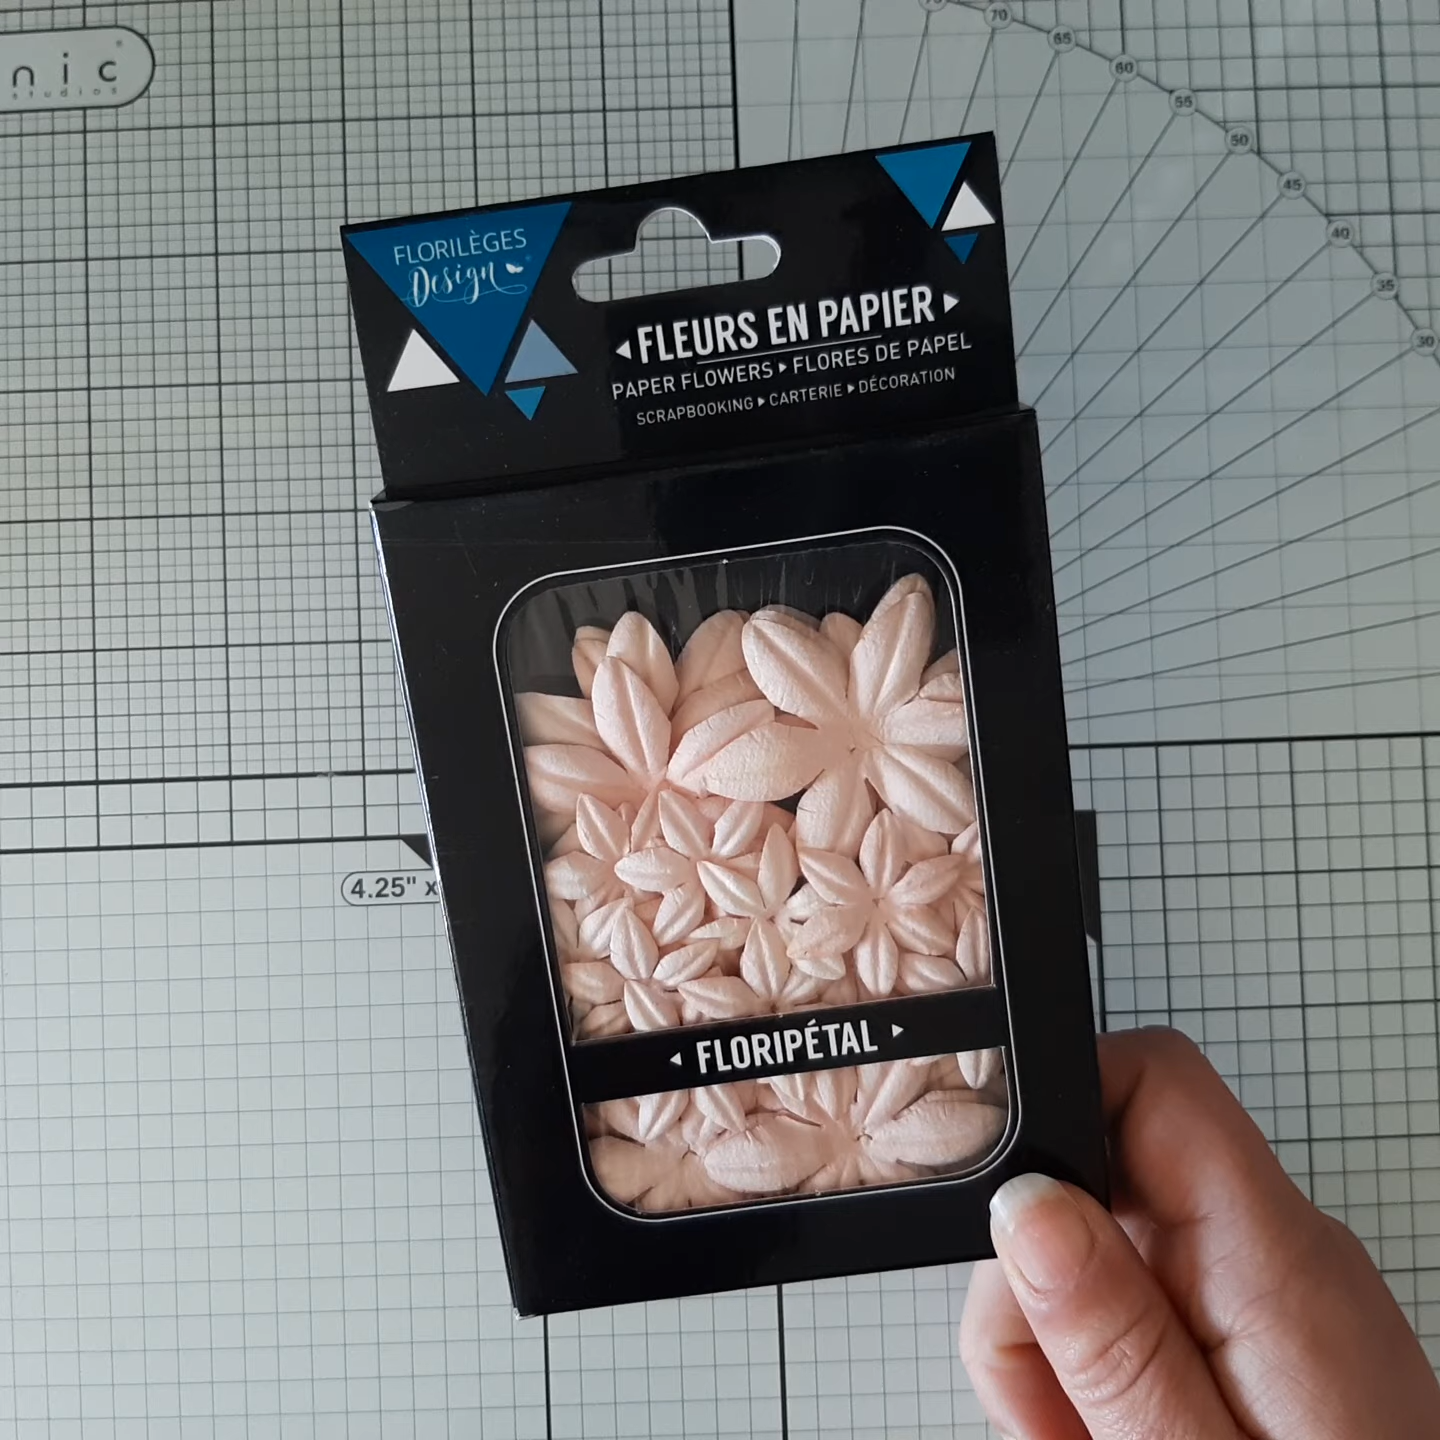 nic
studios
70
65
60
55
50
45
40
35
30
FLORILÈGES
Design
◂FLEURS EN PAPIER▸
PAPER FLOWERS▸FLORES DE PAPEL
SCRAPBOOKING▸CARTERIE▸DÉCORATION
4.25" x
◂ FLORIPÉTAL ▸